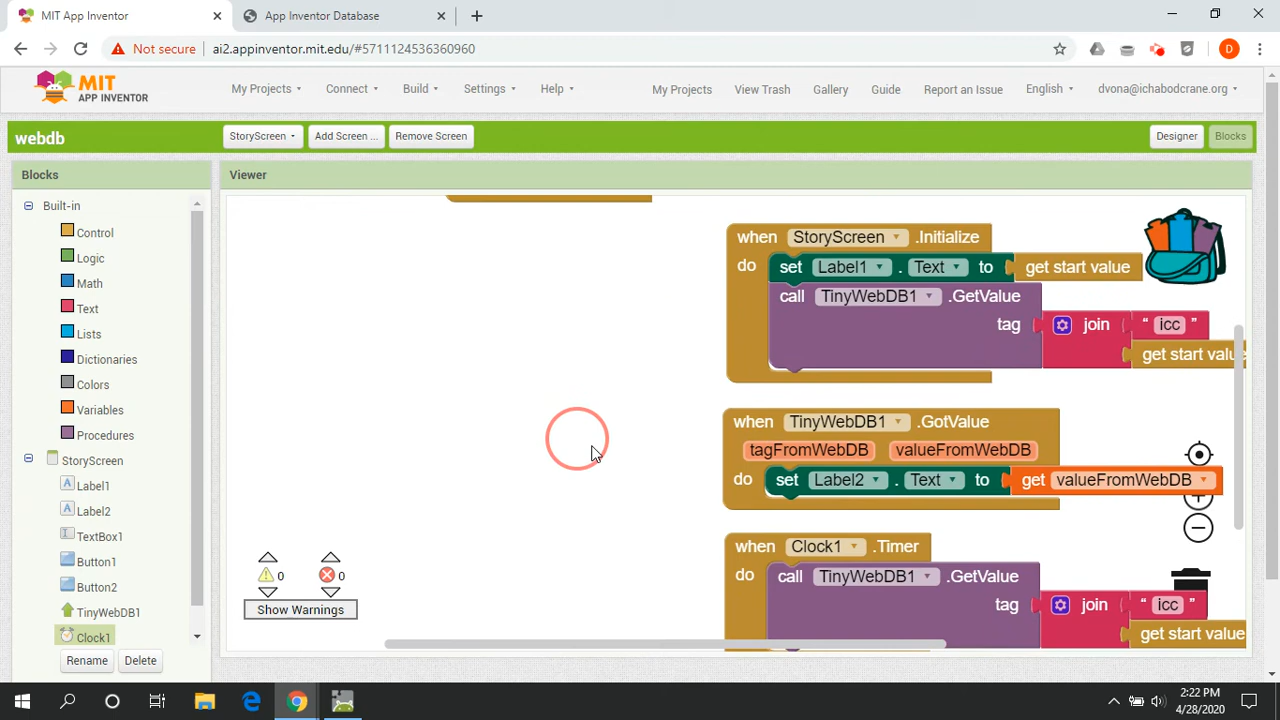 MIT App Inventor
App Inventor Database
Not secure
ai2.appinventor.mit.edu/#5711124536360960
D
MIT
APP INVENTOR
My Projects
Connect
Build
Settings
Help
My Projects
View Trash
Gallery
Guide
Report an Issue
English
dvona@ichabodcrane.org
webdb
StoryScreen
Add Screen ...
Remove Screen
Designer
Blocks
Blocks
Viewer
Built-in
Control
Logic
Math
Text
Lists
Dictionaries
Colors
Variables
Procedures
StoryScreen
Label1
Label2
TextBox1
Button1
Button2
TinyWebDB1
Clock1
Rename
Delete
when StoryScreen .Initialize
do set Label1 . Text to get start value
call TinyWebDB1 .GetValue
tag join " icc "
get start valu
when TinyWebDB1 .GotValue
tagFromWebDB valueFromWebDB
do set Label2 . Text to get valueFromWebDB
when Clock1 .Timer
do call TinyWebDB1 .GetValue
tag join " icc "
get start value
0
0
Show Warnings
2:22 PM
4/28/2020